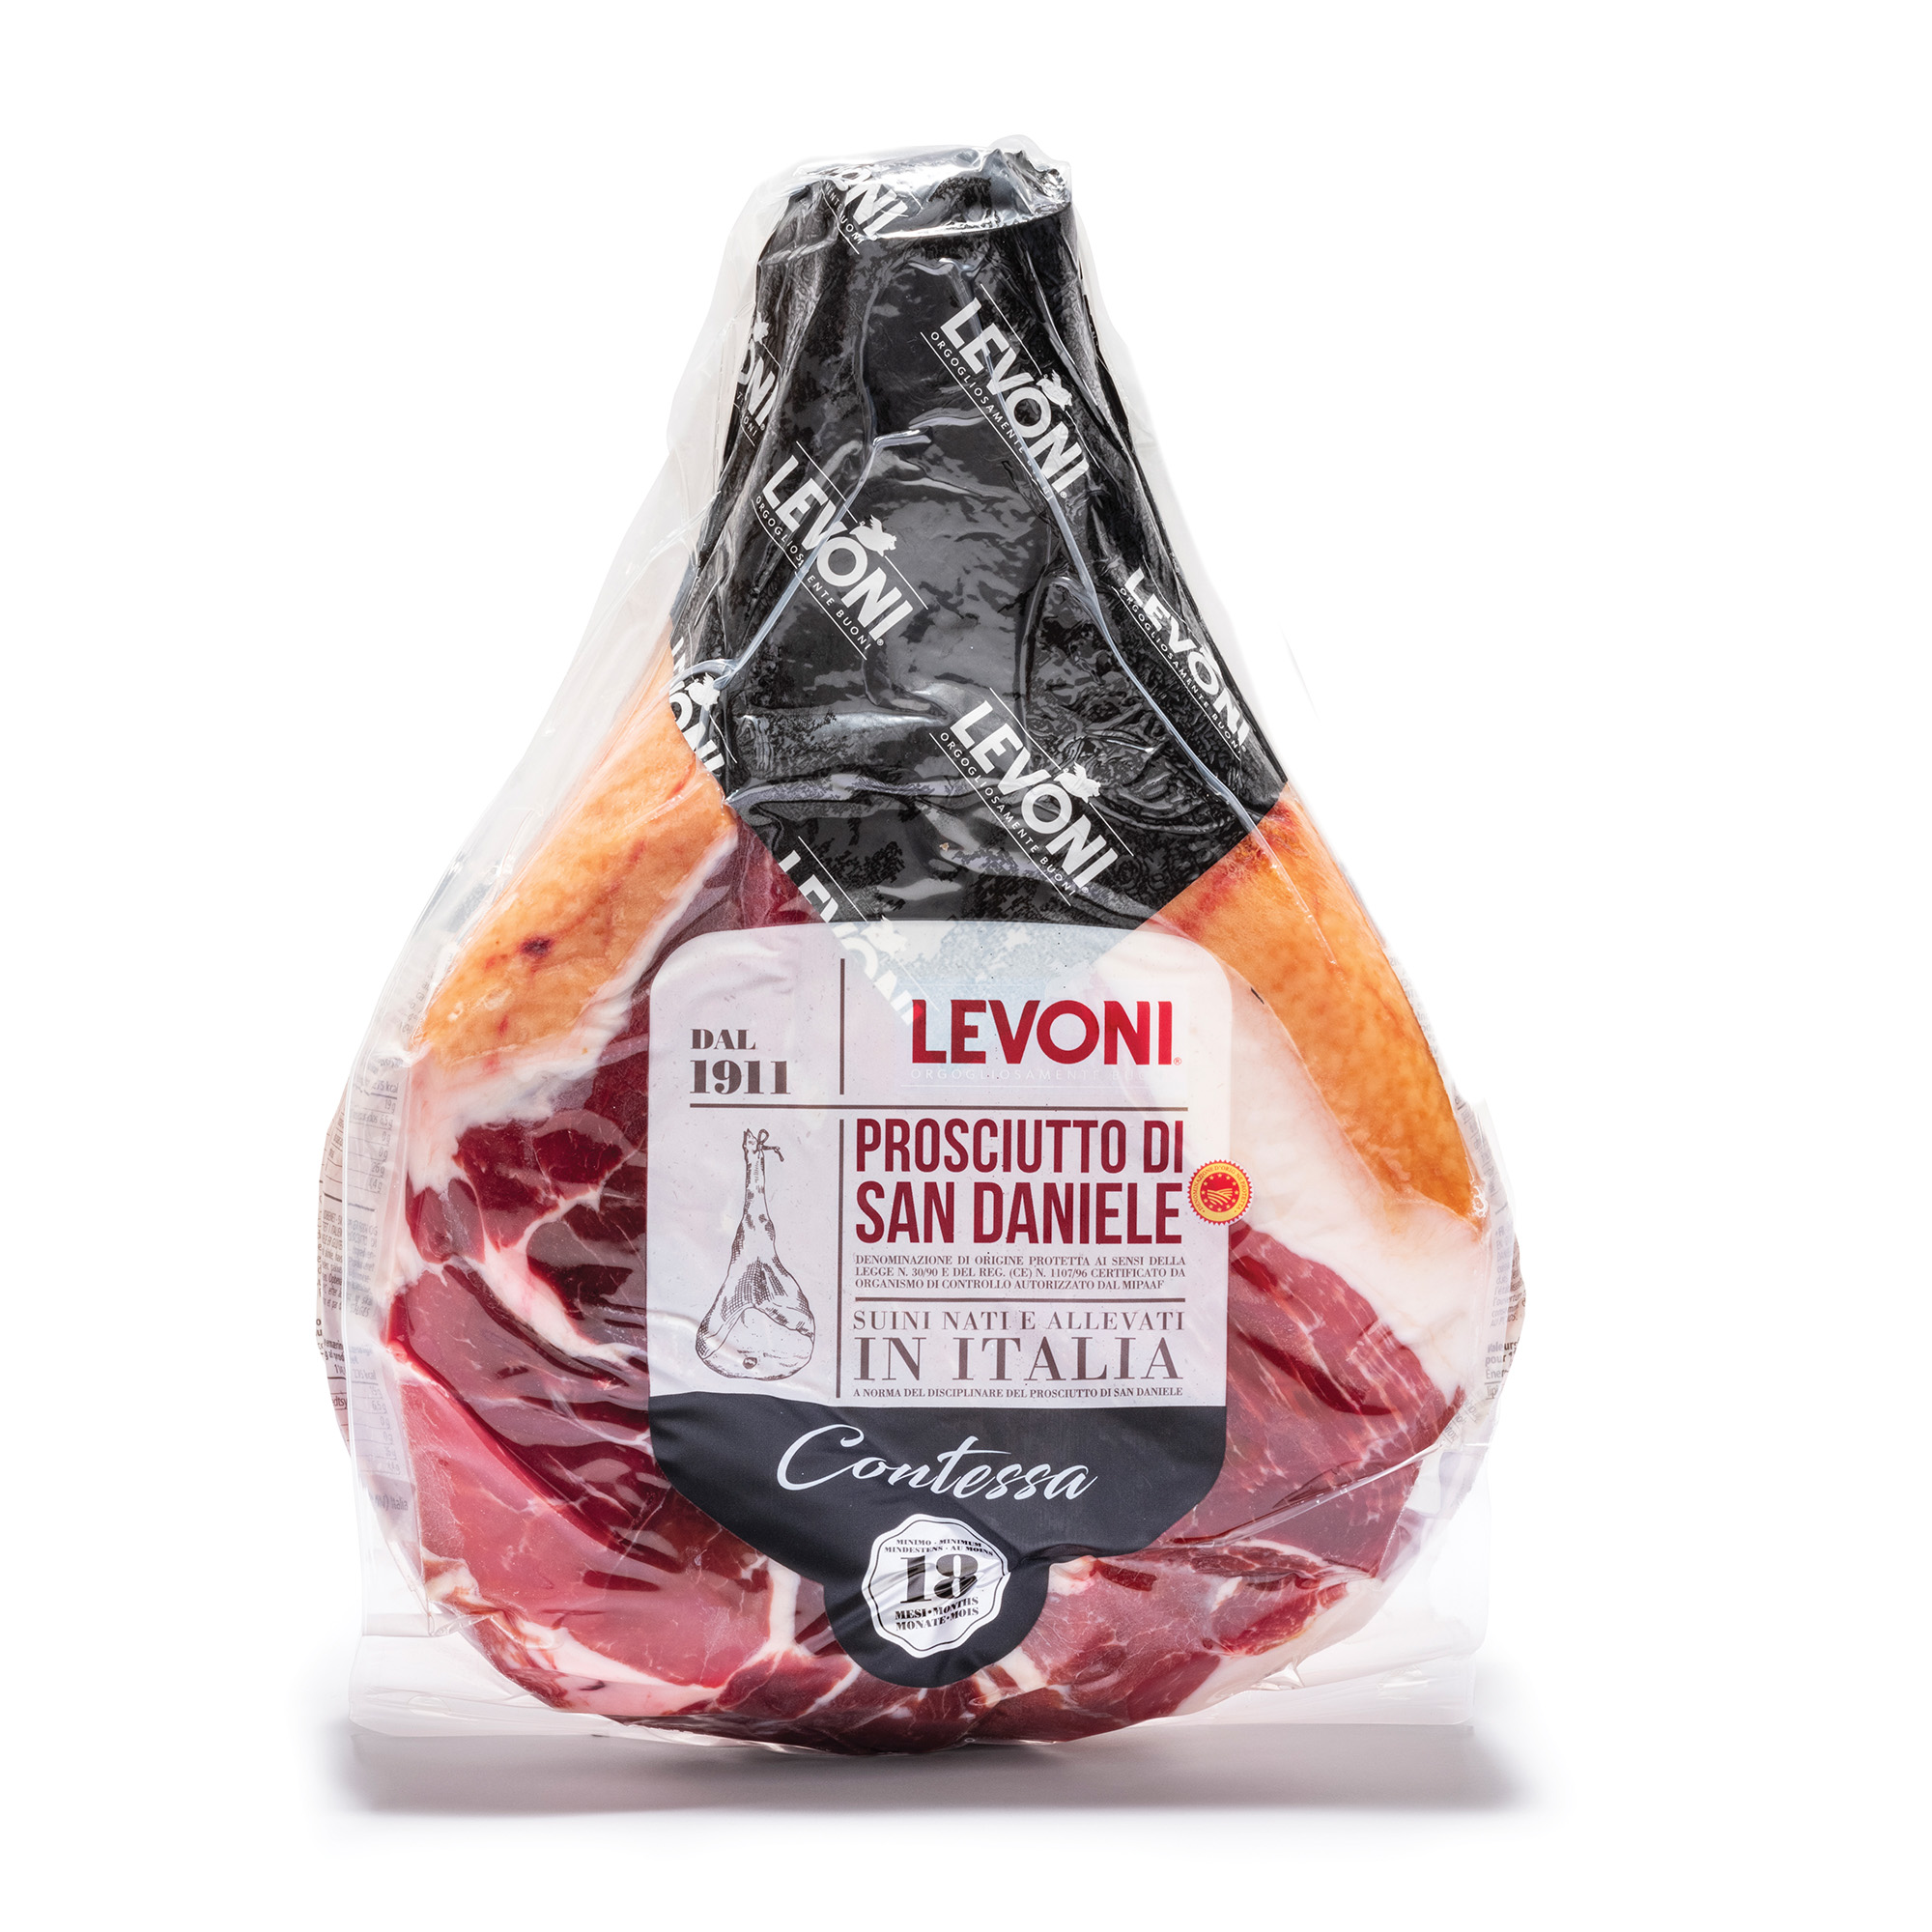 LEVONI
ORGOGLIOSAMENTE BUONI
LEVONI
ORGOGLIOSAMENTE BUONI
LEVONI
ORGOGLIOSAMENTE BUONI
LEVONI
ORGOGLIOSAMENTE BUONI
DAL
1911
LEVONI
ORGOGLIOSAMENTE
PROSCIUTTO DI
SAN DANIELE
DENOMINAZIONE DI ORIGINE PROTETTA AI SENSI DELLA
LEGGE N. 30/90 E DEL REG. (CE) N. 1107/96 CERTIFICATO DA
ORGANISMO DI CONTROLLO AUTORIZZATO DAL MIPAAF
SUINI NATI E ALLEVATI
IN ITALIA
A NORMA DEL DISCIPLINARE DEL PROSCIUTTO DI SAN DANIELE
Contessa
MINIMO - MINIMUM
MINDESTENS - AU MOINS
18
MESI • MONTHS
MONATE • MOIS